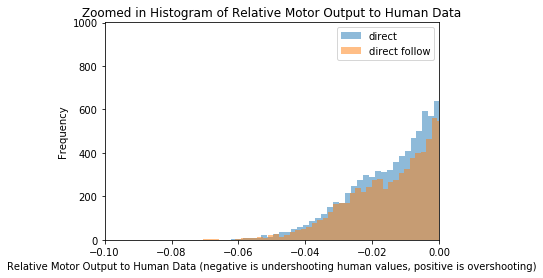 Zoomed in Histogram of Relative Motor Output to Human Data
1000
800
600
400
200
0
Frequency
direct
direct follow
−0.10
−0.08
−0.06
−0.04
−0.02
0.00
Relative Motor Output to Human Data (negative is undershooting human values, positive is overshooting)